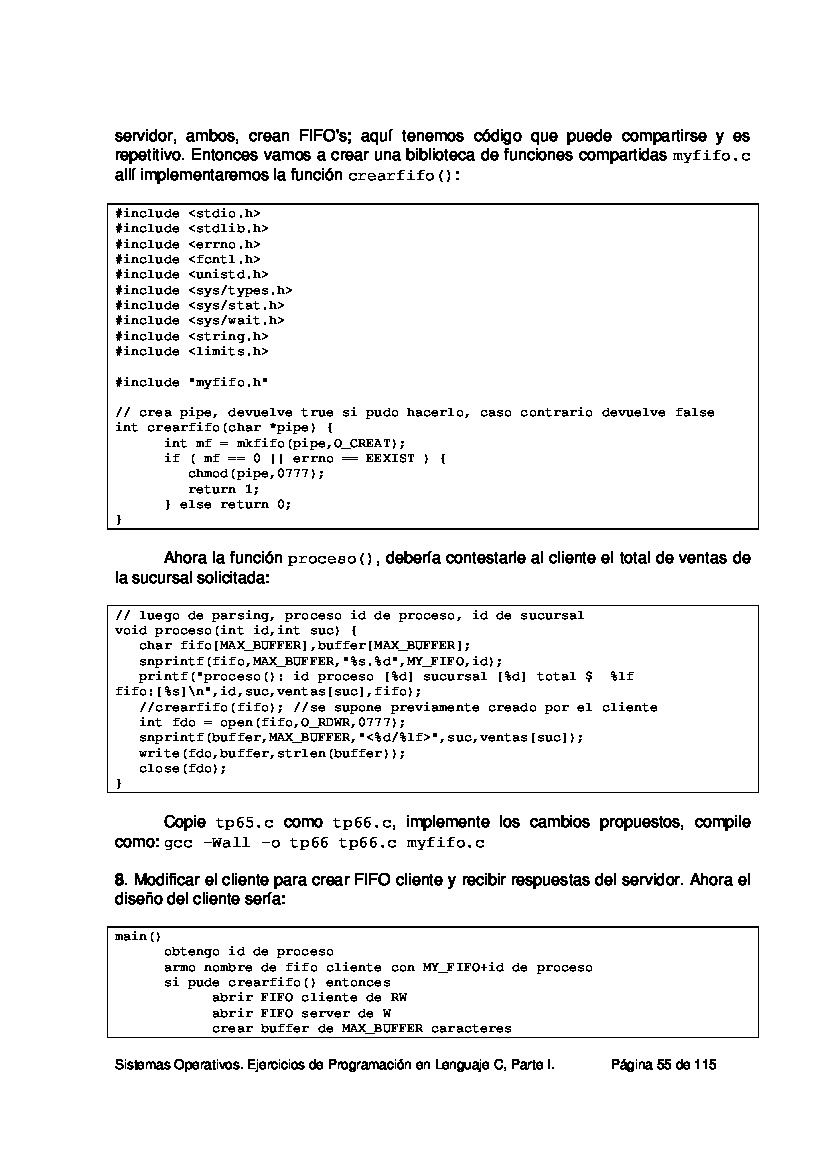 servidor, ambos, crean FIFO's; aquí tenemos código que puede compartirse y es
repetitivo. Entonces vamos a crear una biblioteca de funciones compartidas myfifo.c
allí implementaremos la función crearfifo():
#include <stdio.h>
#include <stdlib.h>
#include <errno.h>
#include <fcntl.h>
#include <unistd.h>
#include <sys/types.h>
#include <sys/stat.h>
#include <sys/wait.h>
#include <string.h>
#include <limits.h>
#include "myfifo.h"
// crea pipe, devuelve true si pudo hacerlo, caso contrario devuelve false
int crearfifo(char *pipe) {
int mf = mkfifo(pipe,O_CREAT);
if ( mf == 0 || errno == EEXIST ) {
chmod(pipe,0777);
return 1;
} else return 0;
}
Ahora la función proceso(), debería contestarle al cliente el total de ventas de
la sucursal solicitada:
// luego de parsing, proceso id de proceso, id de sucursal
void proceso(int id,int suc) {
char fifo[MAX_BUFFER],buffer[MAX_BUFFER];
snprintf(fifo,MAX_BUFFER,"%s.%d",MY_FIFO,id);
printf("proceso(): id proceso [%d] sucursal [%d] total $ %lf
fifo:[%s]\n",id,suc,ventas[suc],fifo);
//crearfifo(fifo); //se supone previamente creado por el cliente
int fdo = open(fifo,O_RDWR,0777);
snprintf(buffer,MAX_BUFFER,"<%d/%lf>",suc,ventas[suc]);
write(fdo,buffer,strlen(buffer));
close(fdo);
}
Copie tp65.c como tp66.c, implemente los cambios propuestos, compile
como: gcc –Wall –o tp66 tp66.c myfifo.c
8. Modificar el cliente para crear FIFO cliente y recibir respuestas del servidor. Ahora el
diseño del cliente sería:
main()
obtengo id de proceso
armo nombre de fifo cliente con MY_FIFO+id de proceso
si pude crearfifo() entonces
abrir FIFO cliente de RW
abrir FIFO server de W
crear buffer de MAX_BUFFER caracteres
Sistemas Operativos. Ejercicios de Programación en Lenguaje C, Parte I. Página 55 de 115